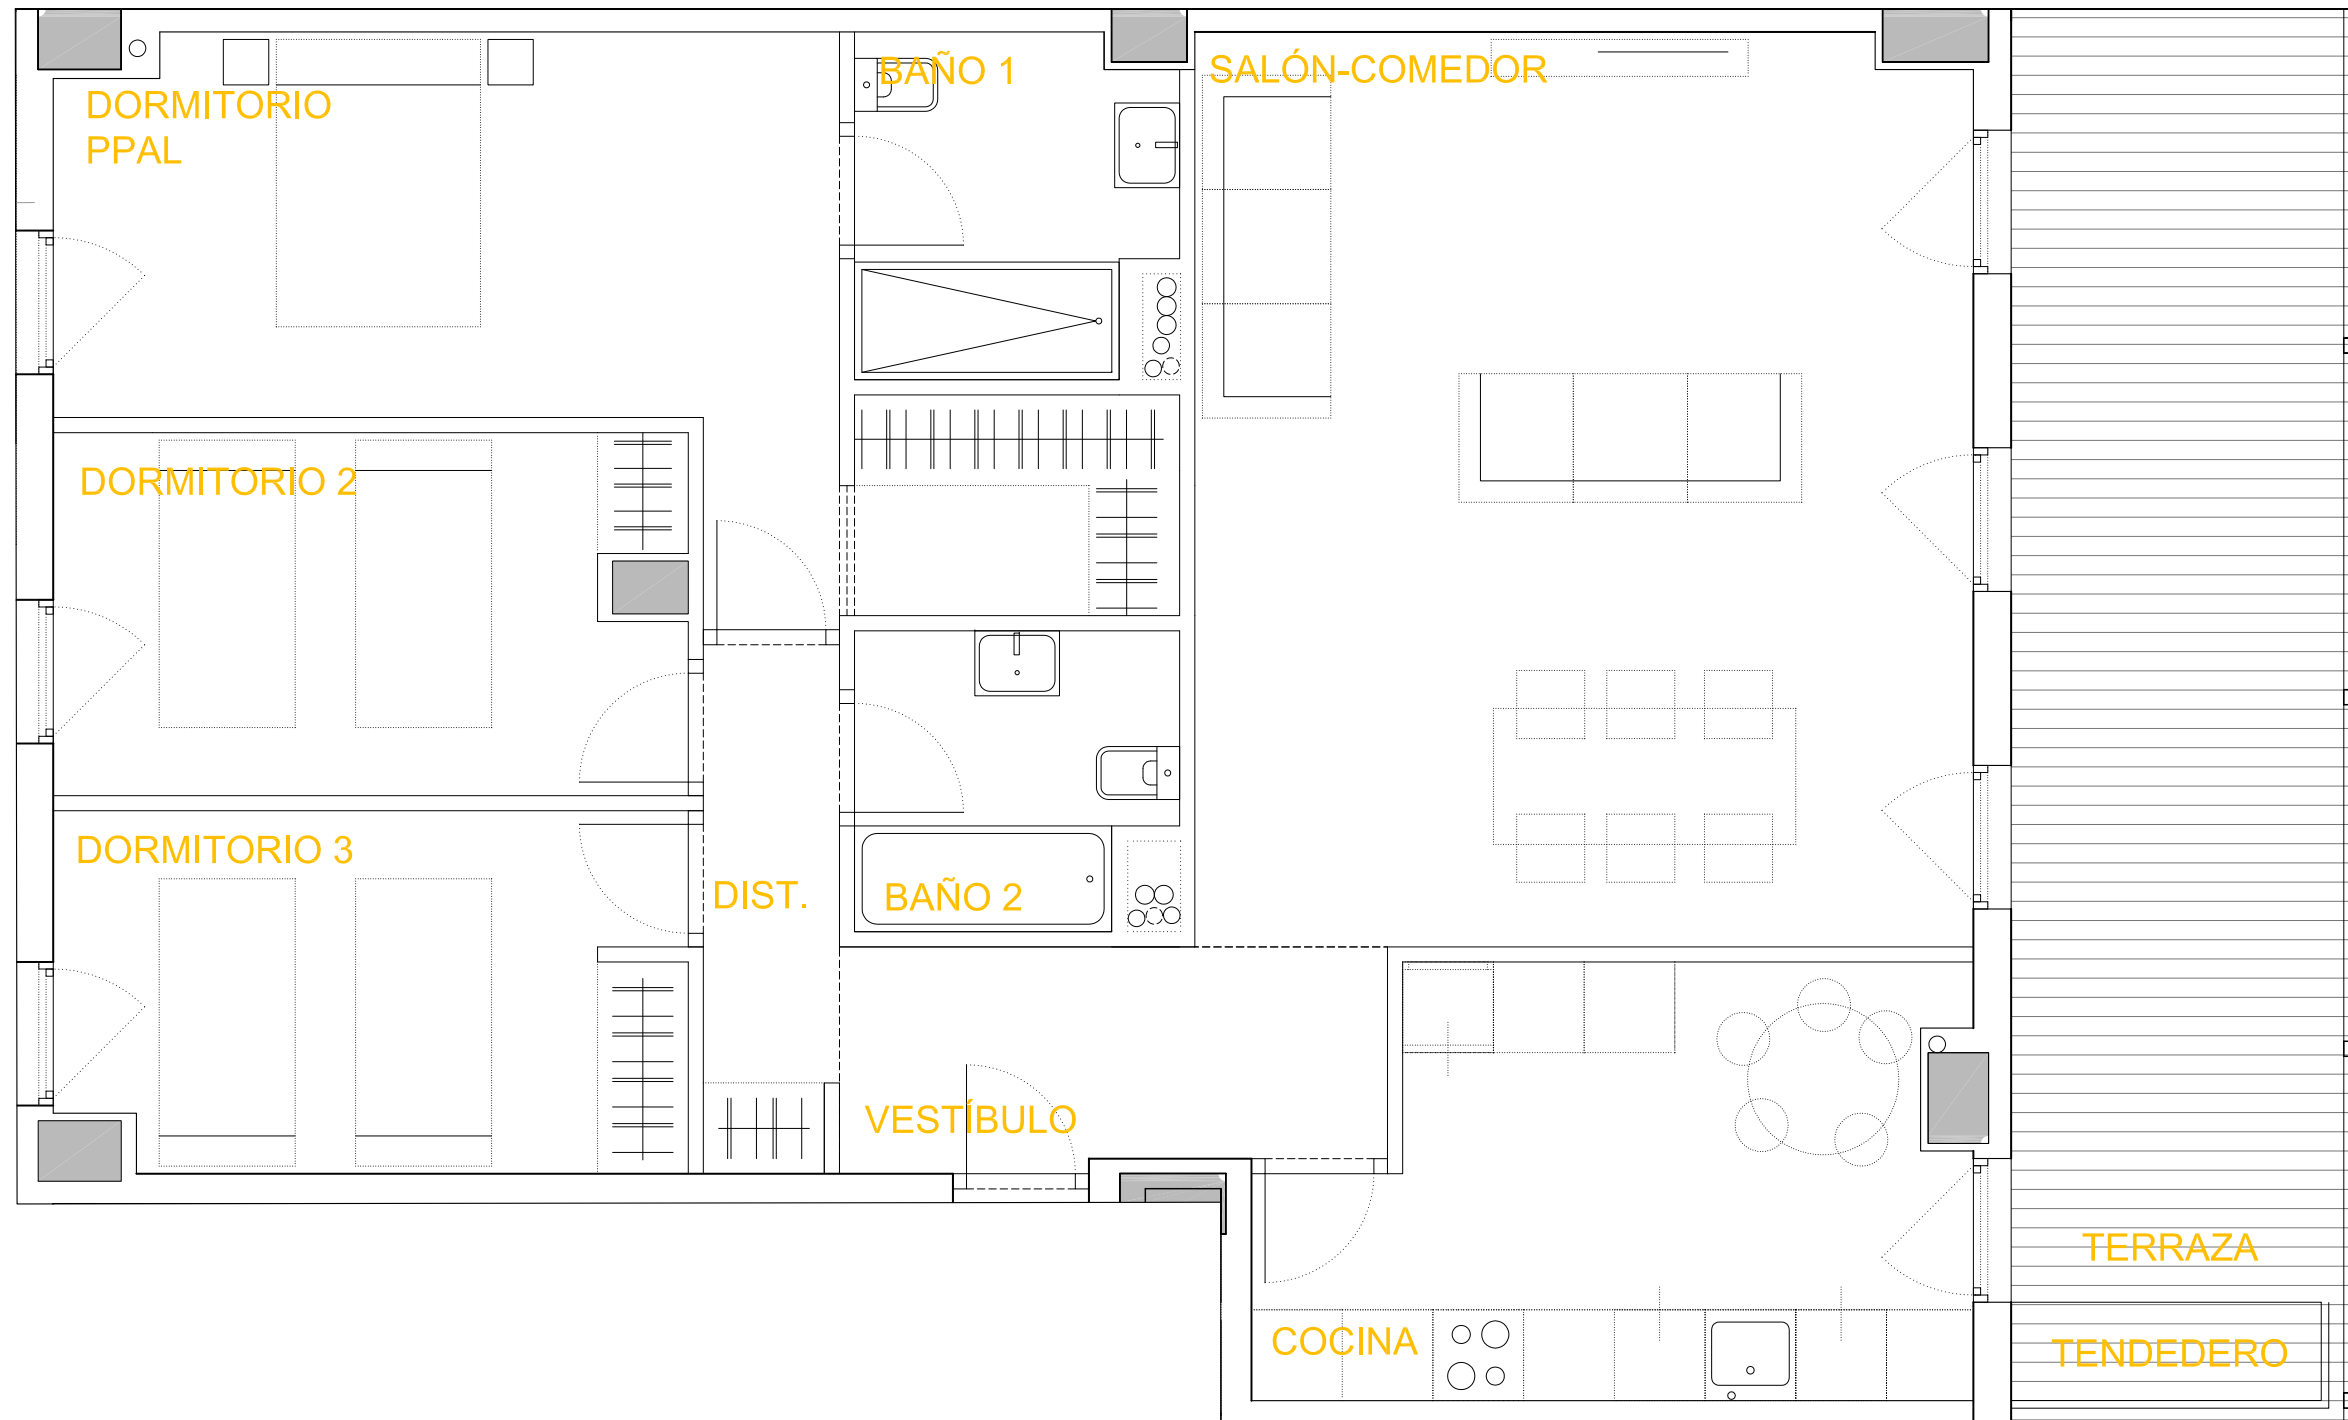 BAÑO 1
SALÓN-COMEDOR
DORMITORIO
PPAL
DORMITORIO 2
DORMITORIO 3
DIST.
BAÑO 2
VESTÍBULO
TERRAZA
COCINA
TENDEDERO